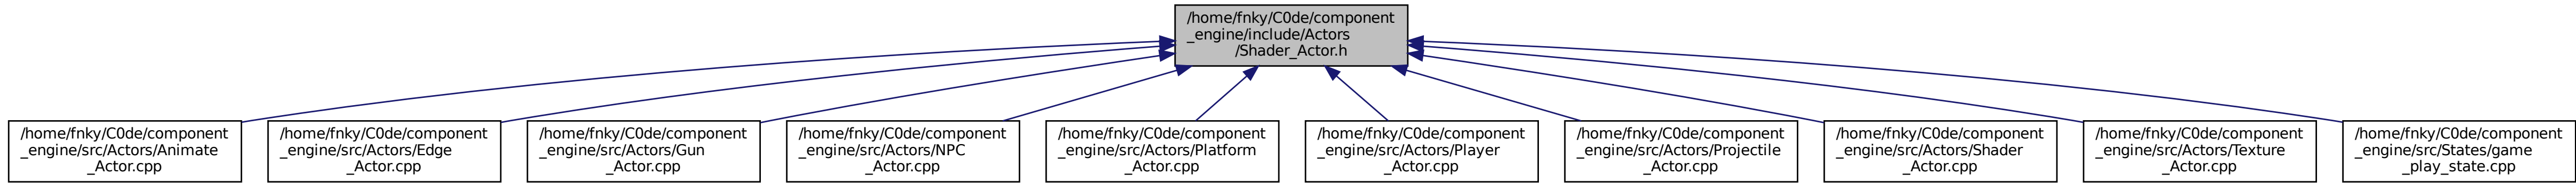 /home/fnky/C0de/component
_engine/include/Actors
/Shader_Actor.h
/home/fnky/C0de/component
_engine/src/Actors/Animate
_Actor.cpp
/home/fnky/C0de/component
_engine/src/Actors/Edge
_Actor.cpp
/home/fnky/C0de/component
_engine/src/Actors/Gun
_Actor.cpp
/home/fnky/C0de/component
_engine/src/Actors/NPC
_Actor.cpp
/home/fnky/C0de/component
_engine/src/Actors/Platform
_Actor.cpp
/home/fnky/C0de/component
_engine/src/Actors/Player
_Actor.cpp
/home/fnky/C0de/component
_engine/src/Actors/Projectile
_Actor.cpp
/home/fnky/C0de/component
_engine/src/Actors/Shader
_Actor.cpp
/home/fnky/C0de/component
_engine/src/Actors/Texture
_Actor.cpp
/home/fnky/C0de/component
_engine/src/States/game
_play_state.cpp